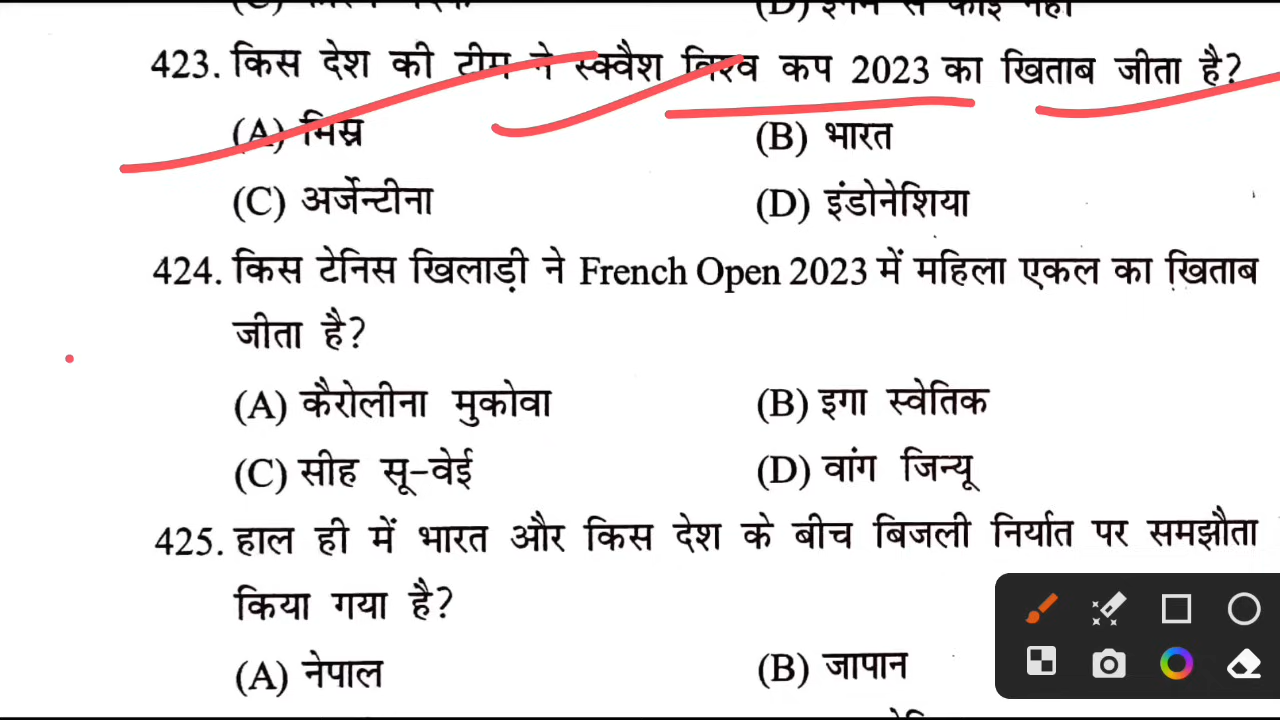 423. किस देश की टीम ने स्क्वैश विश्व कप 2023 का खिताब जीता है?
(A) मिस्र (B) भारत
(C) अर्जेन्टीना (D) इंडोनेशिया
424. किस टेनिस खिलाड़ी ने French Open 2023 में महिला एकल का खिताब
जीता है?
(A) कैरोलीना मुकोवा (B) इगा स्वेतिक
(C) सीह सू-वेई (D) वांग जिन्यू
425. हाल ही में भारत और किस देश के बीच बिजली निर्यात पर समझौता
किया गया है?
(A) नेपाल (B) जापान